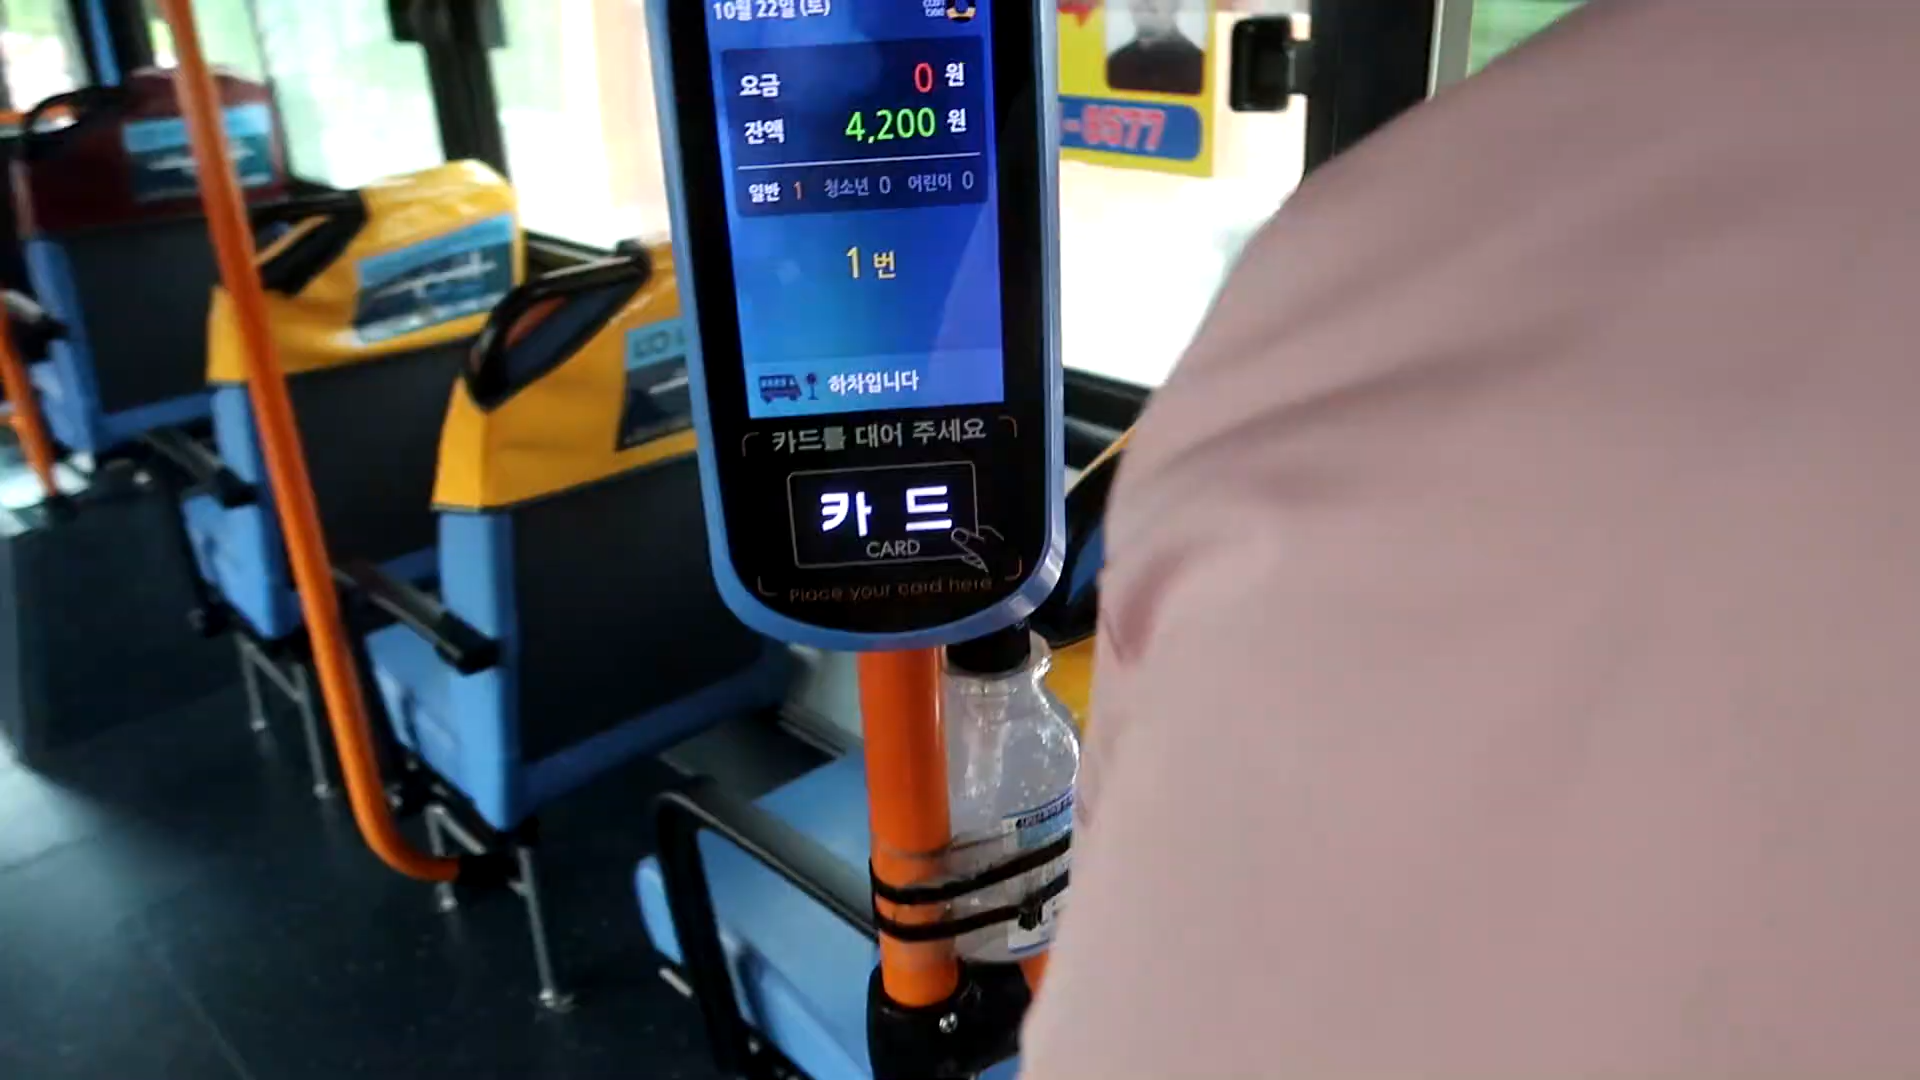 10월 22일 (토)
요금 0 원
잔액 4,200 원
일반 1 청소년 0 어린이 0
1 번
하차입니다
카드를 대어 주세요
카드
CARD
Place your card here
-6577